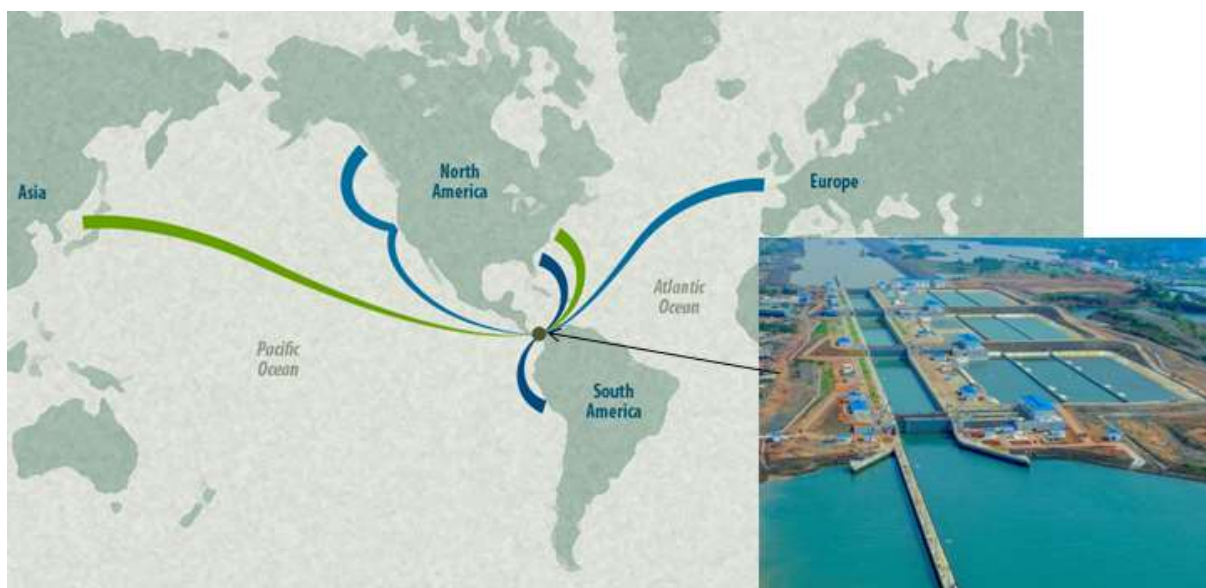 Asia
North
America
Europe
Atlantic
Ocean
Pacific
Ocean
South
America